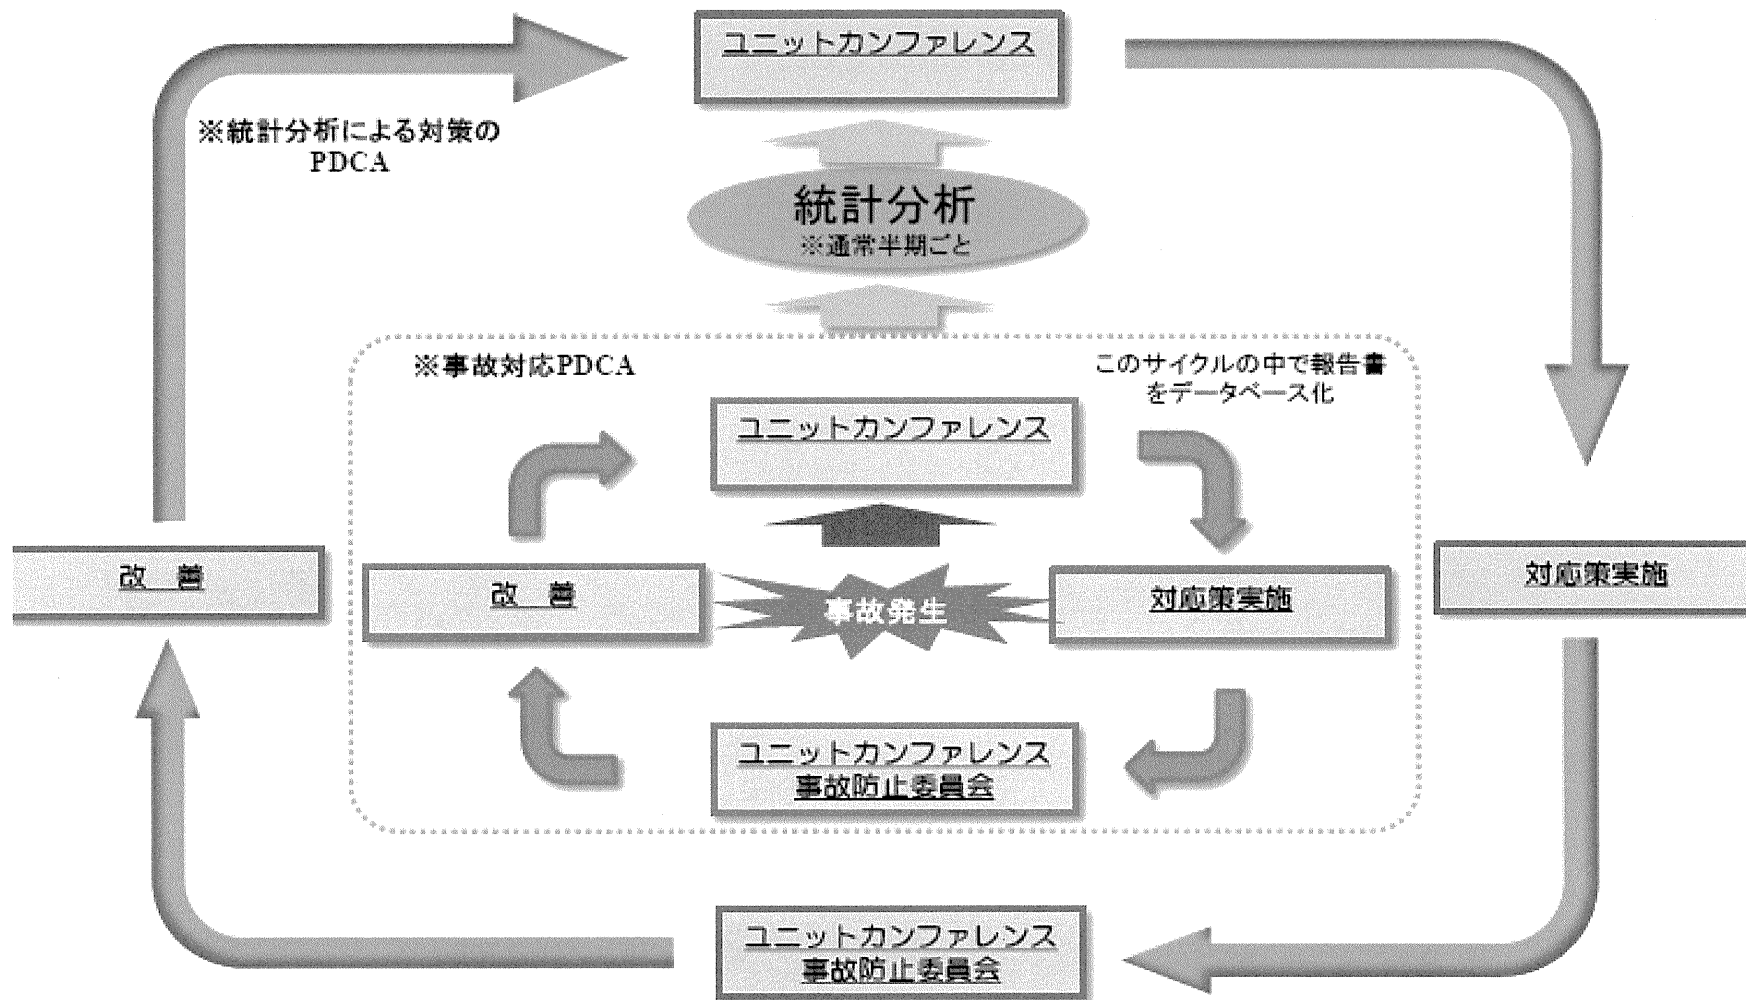 ユニットカンファレンス
※統計分析による対策の
PDCA
統計分析
※通常半期ごと
※事故対応PDCA
このサイクルの中で報告書
をデータベース化
ユニットカンファレンス
改　善
対応策実施
改　善
事故発生
対応策実施
ユニットカンファレンス
事故防止委員会
ユニットカンファレンス
事故防止委員会